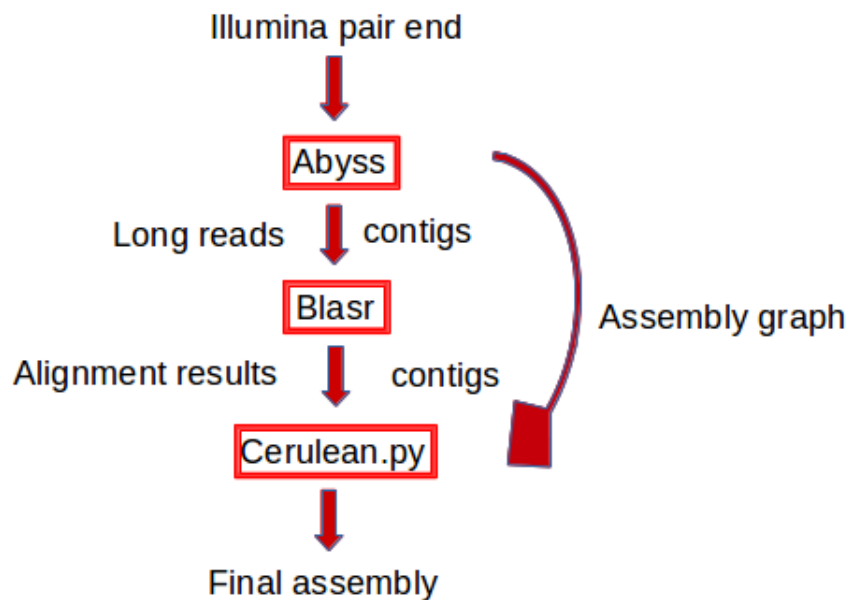 Illumina pair end
Abyss
Long reads
contigs
Blasr
Assembly graph
Alignment results
contigs
Cerulean.py
Final assembly